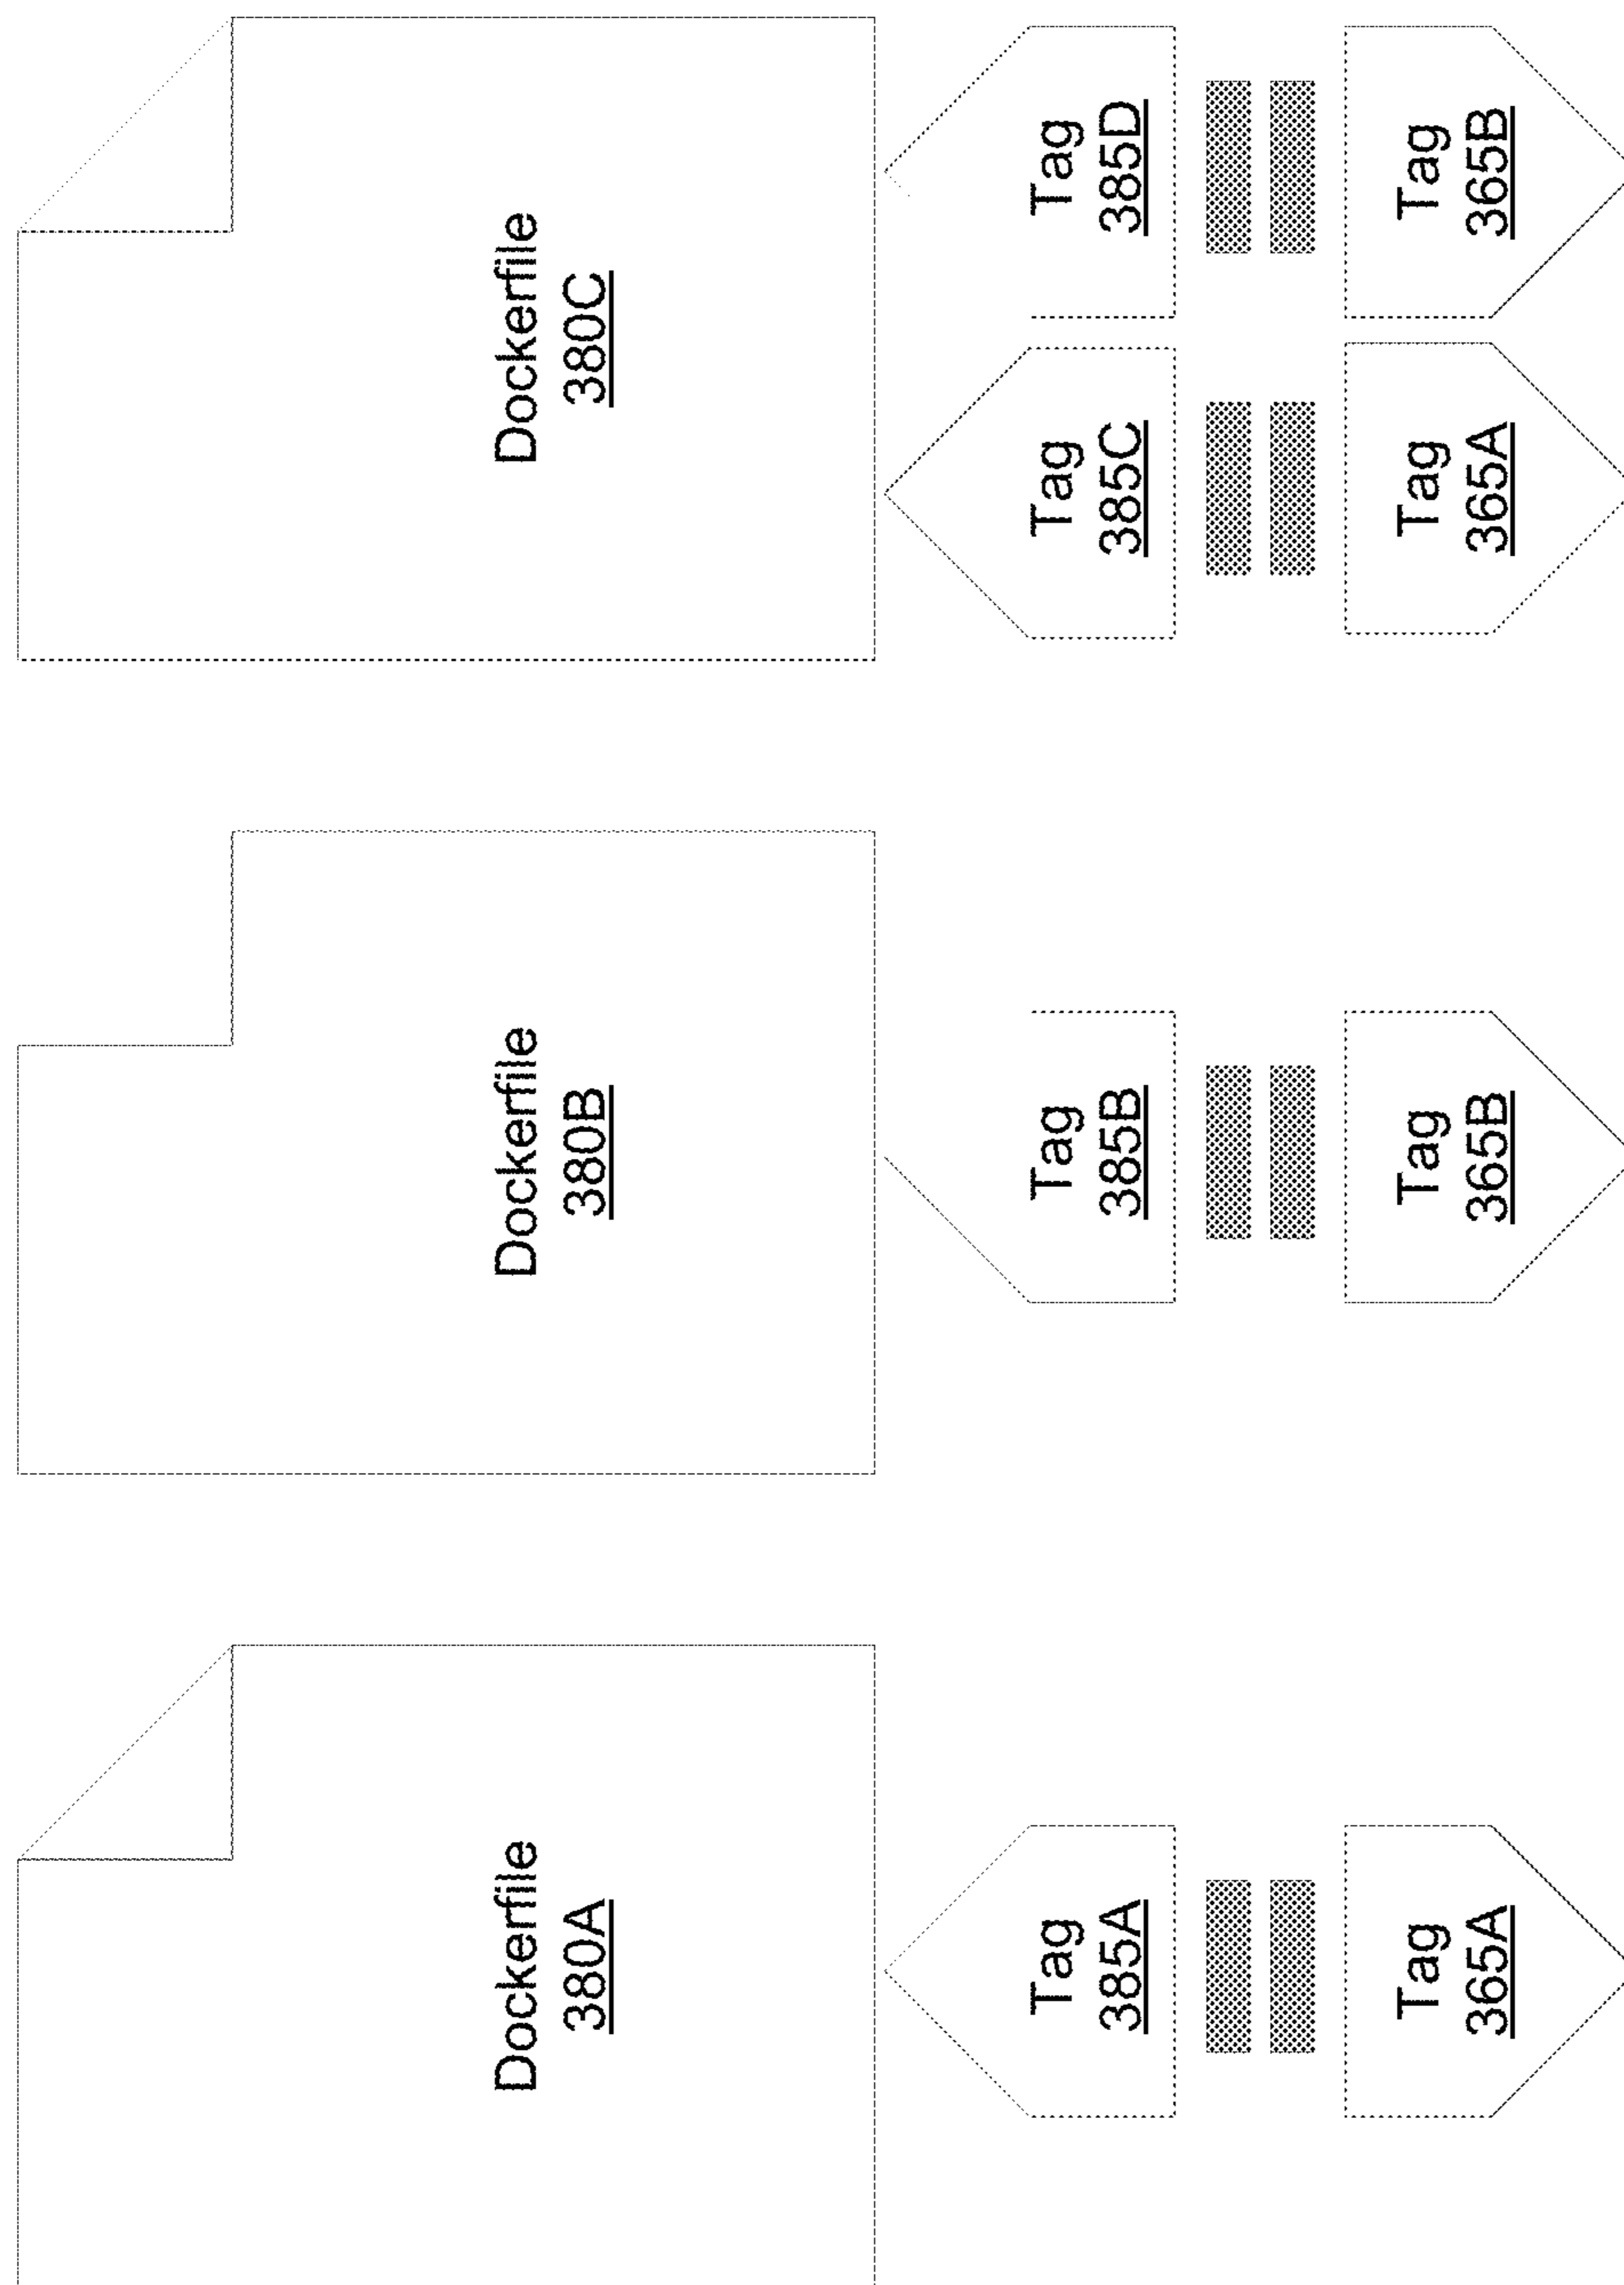 Dockerfile
380A
Dockerfile
380B
Dockerfile
380C
Tag
385A
Tag
385B
Tag
385C
Tag
385D
Tag
365A
Tag
365B
Tag
365A
Tag
365B